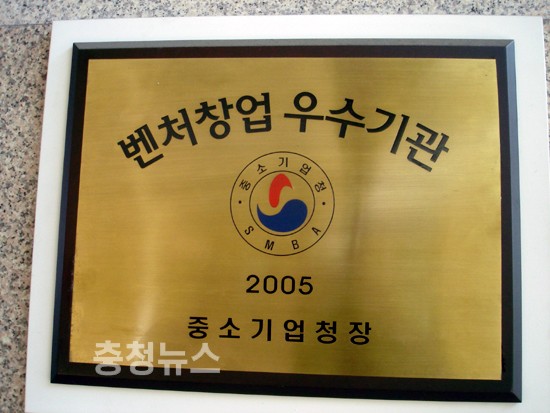 벤처창업 우수기관
· 중소기업청 ·
SMBA
2005
중소기업청장
충청뉴스